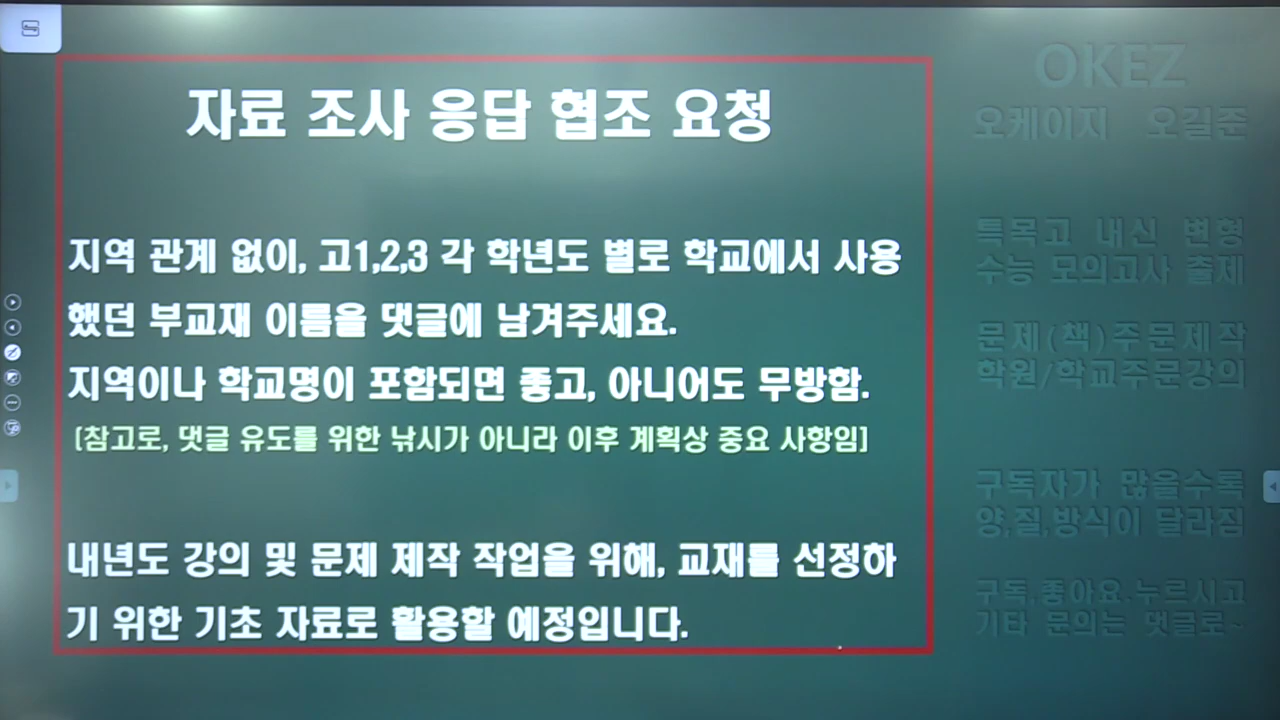 자료 조사 응답 협조 요청
지역 관계 없이, 고1,2,3 각 학년도 별로 학교에서 사용
했던 부교재 이름을 댓글에 남겨주세요.
지역이나 학교명이 포함되면 좋고, 아니어도 무방함.
[참고로, 댓글 유도를 위한 낚시가 아니라 이후 계획상 중요 사항임]
내년도 강의 및 문제 제작 작업을 위해, 교재를 선정하
기 위한 기초 자료로 활용할 예정입니다.
OKEZ
오케이지 오길준
특목고 내신 변형
수능 모의고사 출제
문제(책)주문제작
학원/학교주문강의
구독자가 많을수록
양,질,방식이 달라짐
구독,좋아요.누르시고
기타 문의는 댓글로~